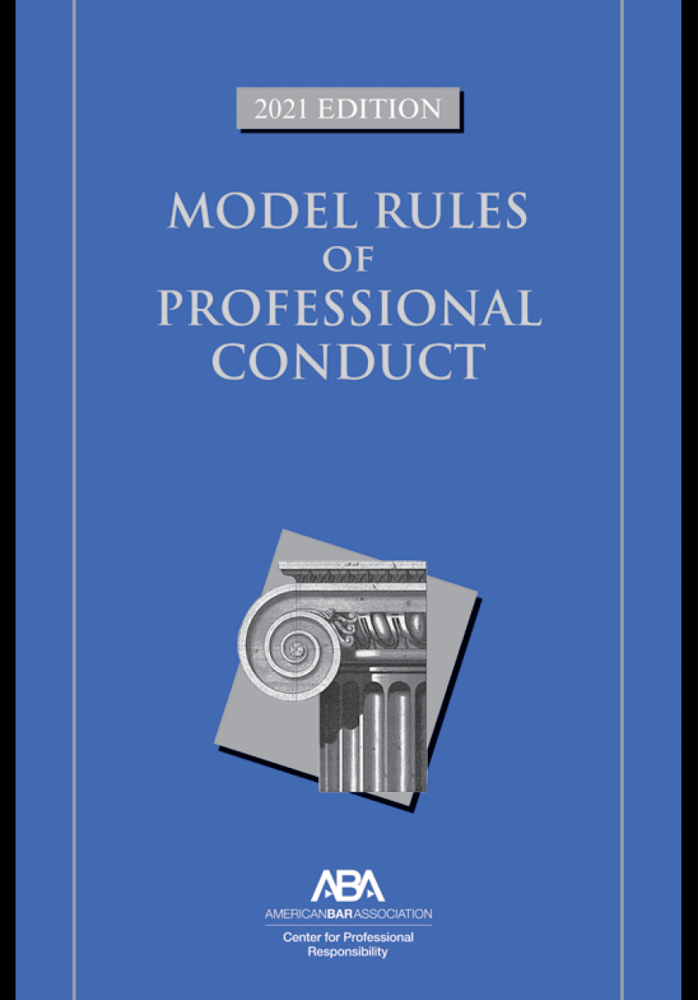 2021 EDITION
MODEL RULES
OF
PROFESSIONAL
CONDUCT
ABA
AMERICANBARASSOCIATION
Center for Professional
Responsibility